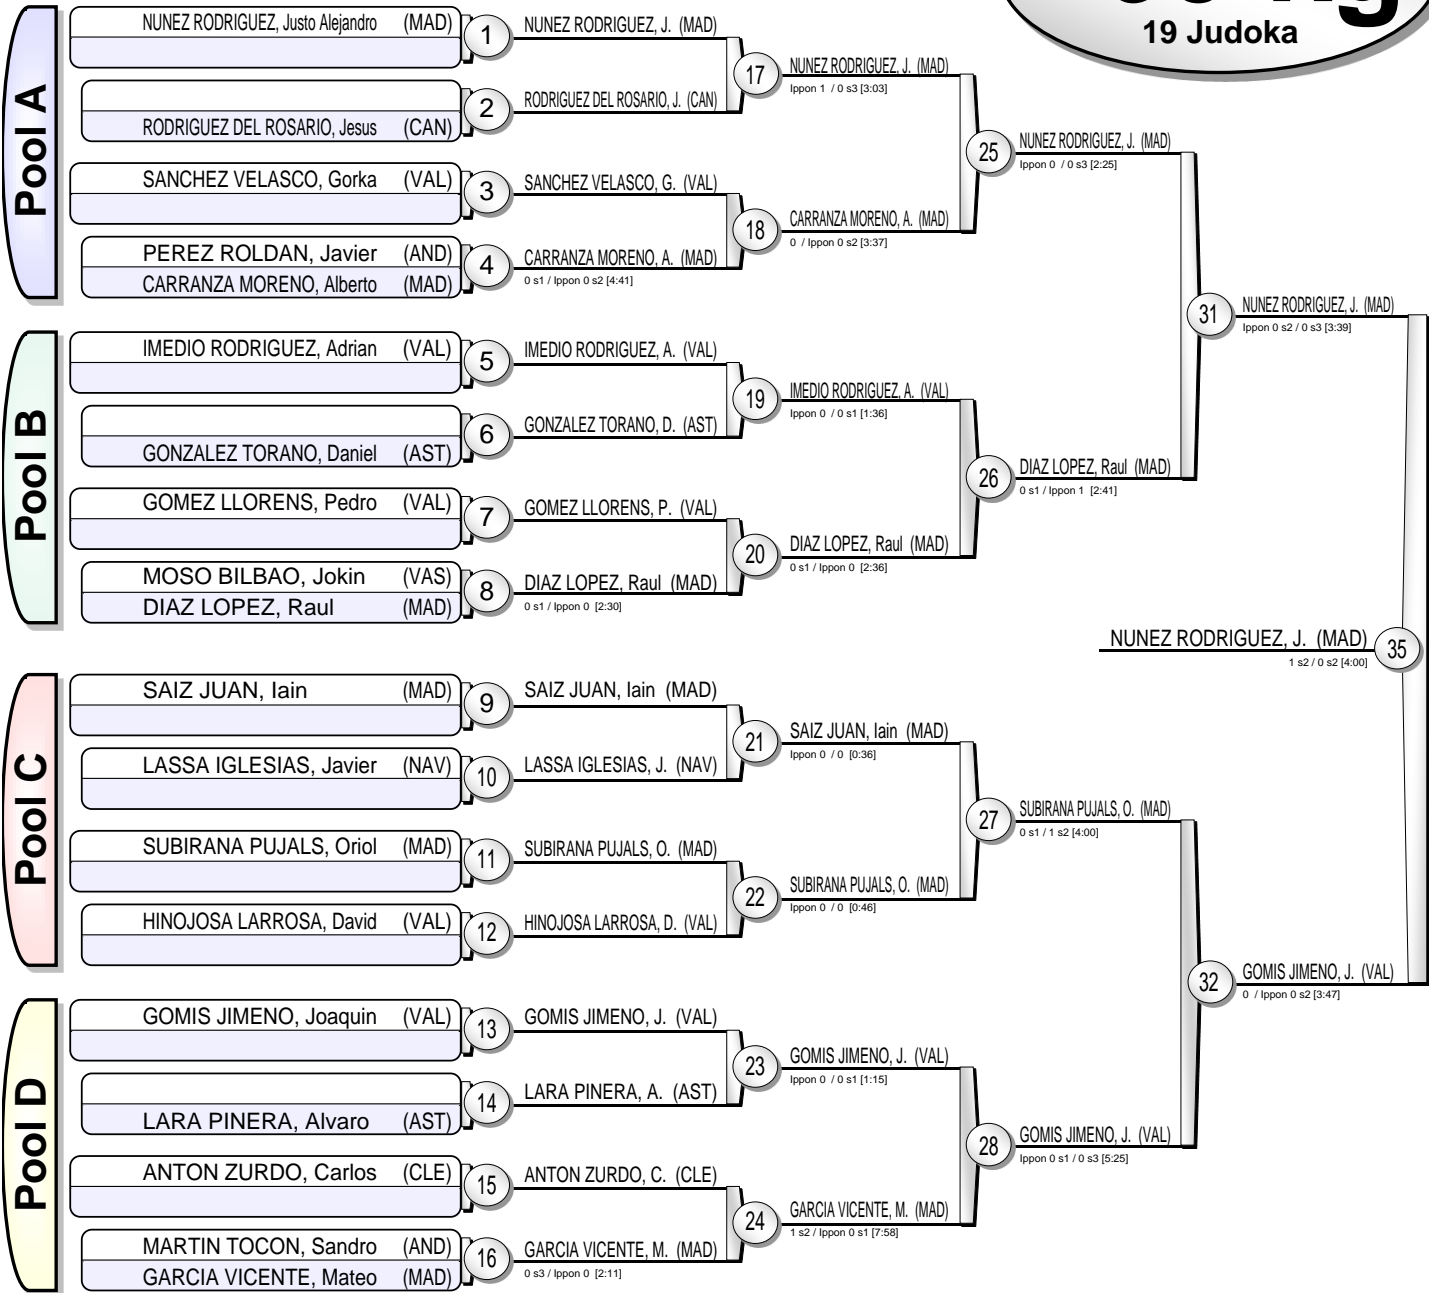 19 Judoka
Pool A
NUNEZ RODRIGUEZ, Justo Alejandro (MAD)
1
NUNEZ RODRIGUEZ, J. (MAD)
RODRIGUEZ DEL ROSARIO, Jesus (CAN)
2
RODRIGUEZ DEL ROSARIO, J. (CAN)
17
NUNEZ RODRIGUEZ, J. (MAD)
Ippon 1 / 0 s3 [3:03]
SANCHEZ VELASCO, Gorka (VAL)
3
SANCHEZ VELASCO, G. (VAL)
PEREZ ROLDAN, Javier (AND)
CARRANZA MORENO, Alberto (MAD)
4
CARRANZA MORENO, A. (MAD)
0 s1 / Ippon 0 s2 [4:41]
18
CARRANZA MORENO, A. (MAD)
0 / Ippon 0 s2 [3:37]
25
NUNEZ RODRIGUEZ, J. (MAD)
Ippon 0 / 0 s3 [2:25]
Pool B
IMEDIO RODRIGUEZ, Adrian (VAL)
5
IMEDIO RODRIGUEZ, A. (VAL)
GONZALEZ TORANO, Daniel (AST)
6
GONZALEZ TORANO, D. (AST)
19
IMEDIO RODRIGUEZ, A. (VAL)
Ippon 0 / 0 s1 [1:36]
GOMEZ LLORENS, Pedro (VAL)
7
GOMEZ LLORENS, P. (VAL)
MOSO BILBAO, Jokin (VAS)
DIAZ LOPEZ, Raul (MAD)
8
DIAZ LOPEZ, Raul (MAD)
0 s1 / Ippon 0 [2:30]
20
DIAZ LOPEZ, Raul (MAD)
0 s1 / Ippon 0 [2:36]
26
DIAZ LOPEZ, Raul (MAD)
0 s1 / Ippon 1 [2:41]
31
NUNEZ RODRIGUEZ, J. (MAD)
Ippon 0 s2 / 0 s3 [3:39]
NUNEZ RODRIGUEZ, J. (MAD)
35
1 s2 / 0 s2 [4:00]
Pool C
SAIZ JUAN, Iain (MAD)
9
SAIZ JUAN, Iain (MAD)
LASSA IGLESIAS, Javier (NAV)
10
LASSA IGLESIAS, J. (NAV)
21
SAIZ JUAN, Iain (MAD)
Ippon 0 / 0 [0:36]
SUBIRANA PUJALS, Oriol (MAD)
11
SUBIRANA PUJALS, O. (MAD)
HINOJOSA LARROSA, David (VAL)
12
HINOJOSA LARROSA, D. (VAL)
22
SUBIRANA PUJALS, O. (MAD)
Ippon 0 / 0 [0:46]
27
SUBIRANA PUJALS, O. (MAD)
0 s1 / 1 s2 [4:00]
Pool D
GOMIS JIMENO, Joaquin (VAL)
13
GOMIS JIMENO, J. (VAL)
LARA PINERA, Alvaro (AST)
14
LARA PINERA, A. (AST)
23
GOMIS JIMENO, J. (VAL)
Ippon 0 / 0 s1 [1:15]
ANTON ZURDO, Carlos (CLE)
15
ANTON ZURDO, C. (CLE)
MARTIN TOCON, Sandro (AND)
GARCIA VICENTE, Mateo (MAD)
16
GARCIA VICENTE, M. (MAD)
0 s3 / Ippon 0 [2:11]
24
GARCIA VICENTE, M. (MAD)
1 s2 / Ippon 0 s1 [7:58]
28
GOMIS JIMENO, J. (VAL)
Ippon 0 s1 / 0 s3 [5:25]
32
GOMIS JIMENO, J. (VAL)
0 / Ippon 0 s2 [3:47]